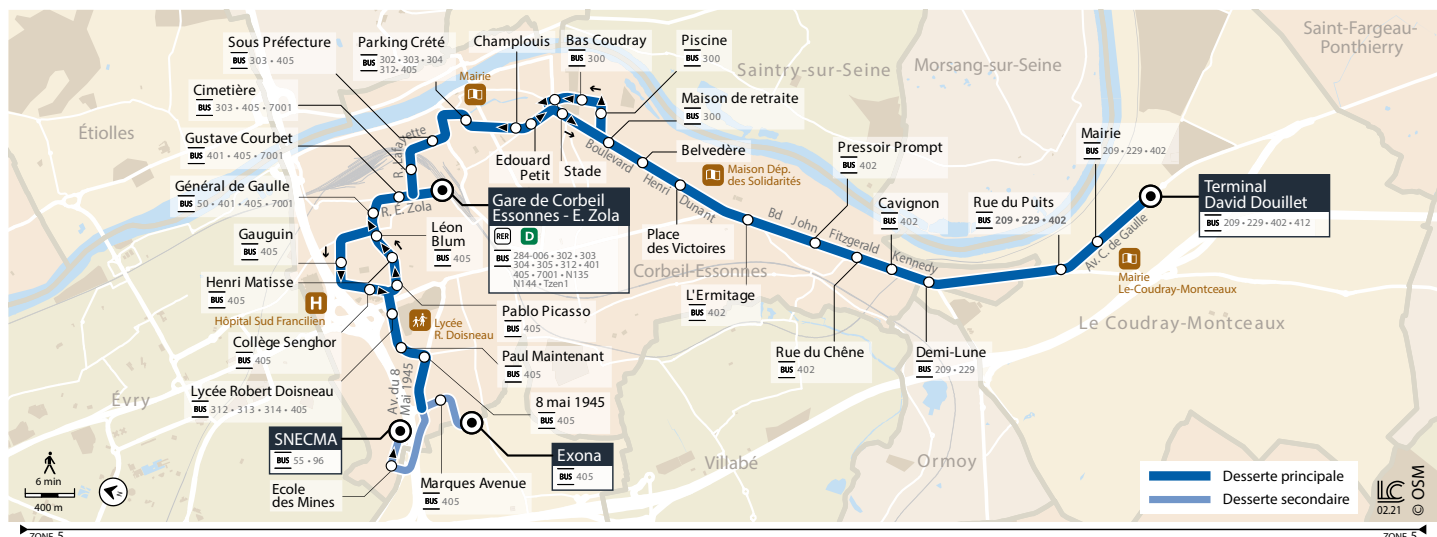 Sous Préfecture
BUS 303 • 405
Parking Crété
BUS 302 • 303 • 304
312 • 405
Champlouis
Bas Coudray
BUS 300
Piscine
BUS 300
Saint-Fargeau-
Ponthierry
Mairie
Saintry-sur-Seine
Morsang-sur-Seine
Cimetière
BUS 303 • 405 • 7001
Maison de retraite
BUS 300
Étiolles
Gustave Courbet
BUS 401 • 405 • 7001
R. Lafayette
Edouard
Petit
Stade
Boulevard Henri Dunant
Belvedère
Maison Dép.
des Solidarités
Pressoir Prompt
BUS 402
Mairie
BUS 209 • 229 • 402
Général de Gaulle
BUS 50 • 401 • 405 • 7001
R. É. Zola
Gare de Corbeil
Essonnes - E. Zola
RER D
BUS 284-006 • 302 • 303
304 • 305 • 312 • 401
405 • 7001 • N135
N144 • Tzen1
Bd John Fitzgerald Kennedy
Cavignon
BUS 402
Rue du Puits
BUS 209 • 229 • 402
Terminal
David Douillet
BUS 209 • 229 • 402 • 412
Av. C. de Gaulle
Gauguin
BUS 405
Léon
Blum
BUS 405
Place
des Victoires
Corbeil-Essonnes
Mairie
Le-Coudray-Montceaux
Henri Matisse
BUS 405
H
Hôpital Sud Francilien
Lycée
R. Doisneau
Pablo Picasso
BUS 405
L'Ermitage
BUS 402
Le Coudray-Montceaux
Collège Senghor
BUS 405
Paul Maintenant
BUS 405
Rue du Chêne
BUS 402
Demi-Lune
BUS 209 • 229
Évry
Lycée Robert Doisneau
BUS 312 • 313 • 314 • 405
Av. du 8
Mai 1945
8 mai 1945
BUS 405
SNECMA
BUS 55 • 96
Exona
BUS 405
Villabé
Ormoy
6 min
400 m
N
Ecole
des Mines
Marques Avenue
BUS 405
Desserte principale
Desserte secondaire
LC
02.21
© OSM
ZONE 5
ZONE 5